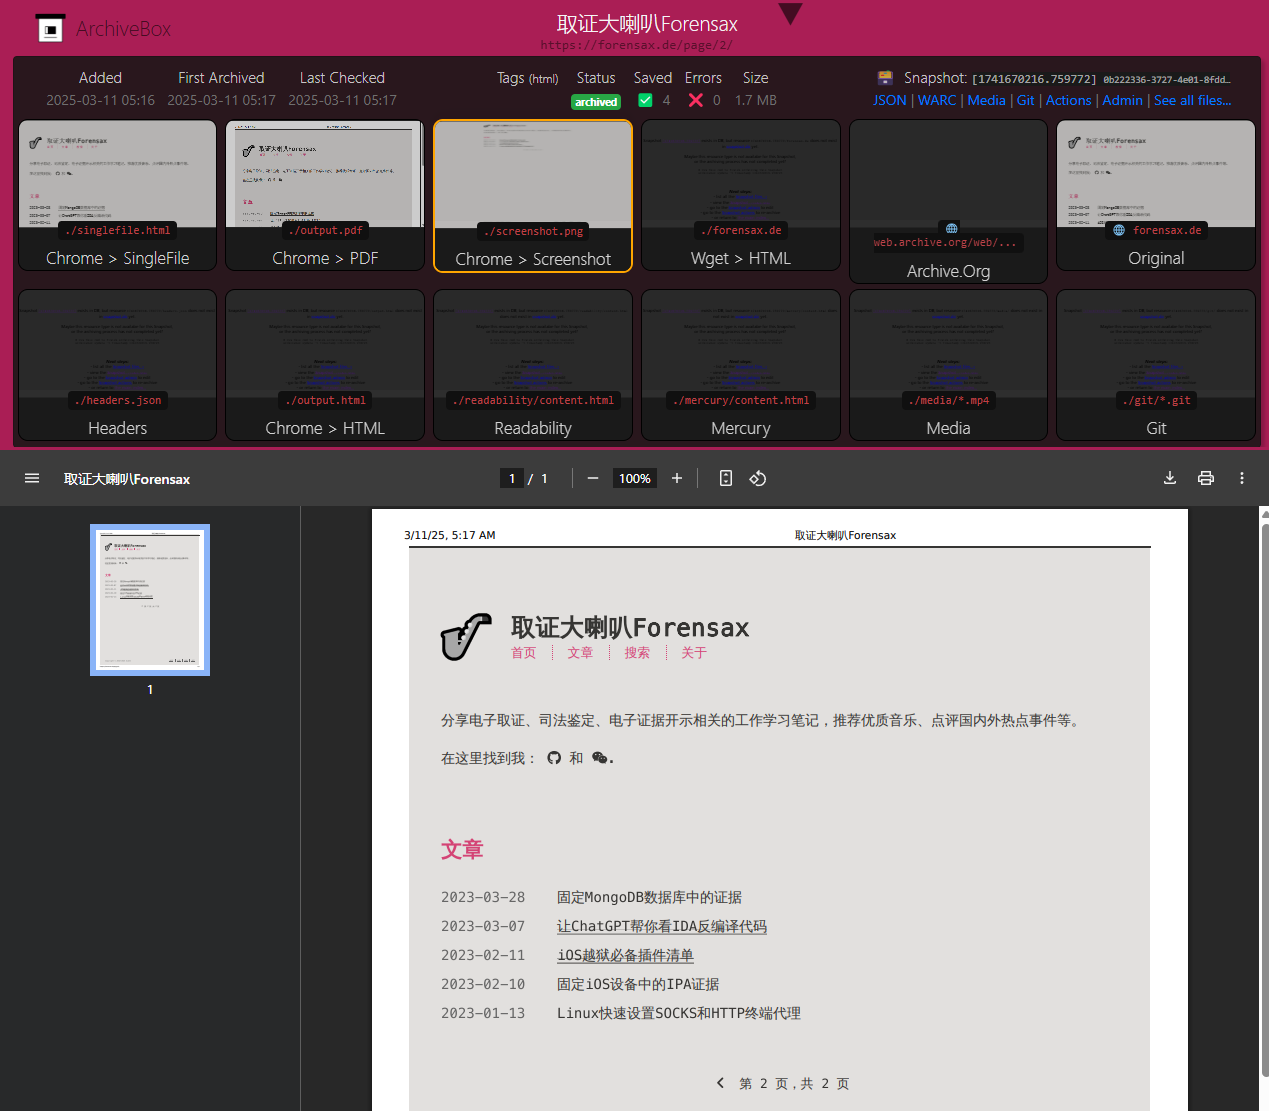 ArchiveBox
取证大喇叭Forensax
https://forensax.de/page/2/
Added First Archived Last Checked Tags (html) Status Saved Errors Size Snapshot: [1741670216.759772] 0b222336-3727-4e01-8fdd…
2025-03-11 05:16 2025-03-11 05:17 2025-03-11 05:17 archived 4 0 1.7 MB JSON | WARC | Media | Git | Actions | Admin | See all files...
./singlefile.html ./output.pdf ./screenshot.png ./forensax.de web.archive.org/web/... forensax.de
Chrome > SingleFile Chrome > PDF Chrome > Screenshot Wget > HTML Archive.Org Original
./headers.json ./output.html ./readability/content.html ./mercury/content.html ./media/*.mp4 ./git/*.git
Headers Chrome > HTML Readability Mercury Media Git
取证大喇叭Forensax 1 / 1 100%
1
3/11/25, 5:17 AM 取证大喇叭Forensax
取证大喇叭Forensax
首页 文章 搜索 关于
分享电子取证、司法鉴定、电子证据开示相关的工作学习笔记，推荐优质音乐、点评国内外热点事件等。
在这里找到我： 和 .
文章
2023-03-28 固定MongoDB数据库中的证据
2023-03-07 让ChatGPT帮你看IDA反编译代码
2023-02-11 iOS越狱必备插件清单
2023-02-10 固定iOS设备中的IPA证据
2023-01-13 Linux快速设置SOCKS和HTTP终端代理
第 2 页，共 2 页